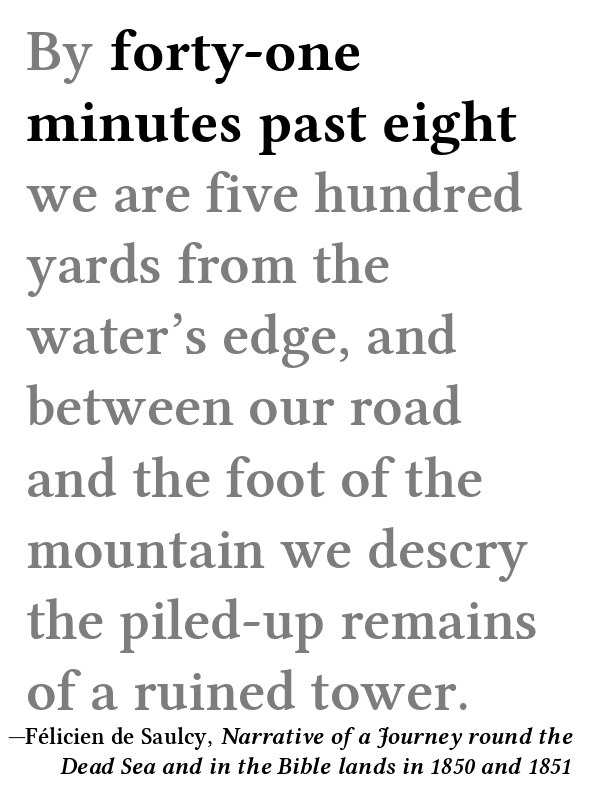 By forty-one
minutes past eight
we are five hundred
yards from the
water’s edge, and
between our road
and the foot of the
mountain we descry
the piled-up remains
of a ruined tower.
—Félicien de Saulcy, Narrative of a Journey round the
Dead Sea and in the Bible lands in 1850 and 1851